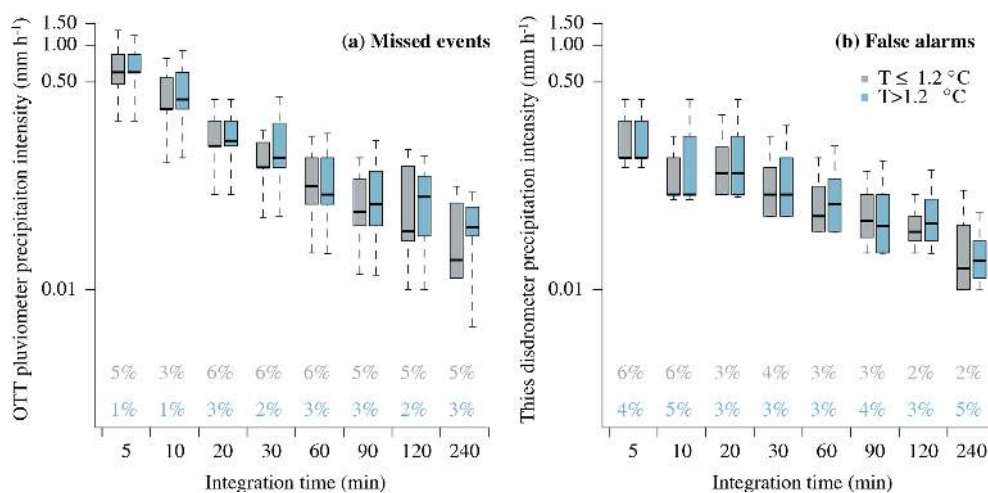 OTT pluviometer precipitation intensity (mm h⁻¹)
1.50
1.00
0.50
0.01
(a) Missed events
5% 3% 6% 6% 6% 5% 5% 5%
1% 1% 3% 2% 3% 3% 2% 3%
5 10 20 30 60 90 120 240
Integration time (min)
Thies disdrometer precipitation intensity (mm h⁻¹)
1.50
1.00
0.50
0.01
(b) False alarms
T ≤ 1.2 °C
T>1.2 °C
6% 6% 3% 4% 3% 3% 2% 2%
4% 5% 3% 3% 3% 4% 3% 5%
5 10 20 30 60 90 120 240
Integration time (min)